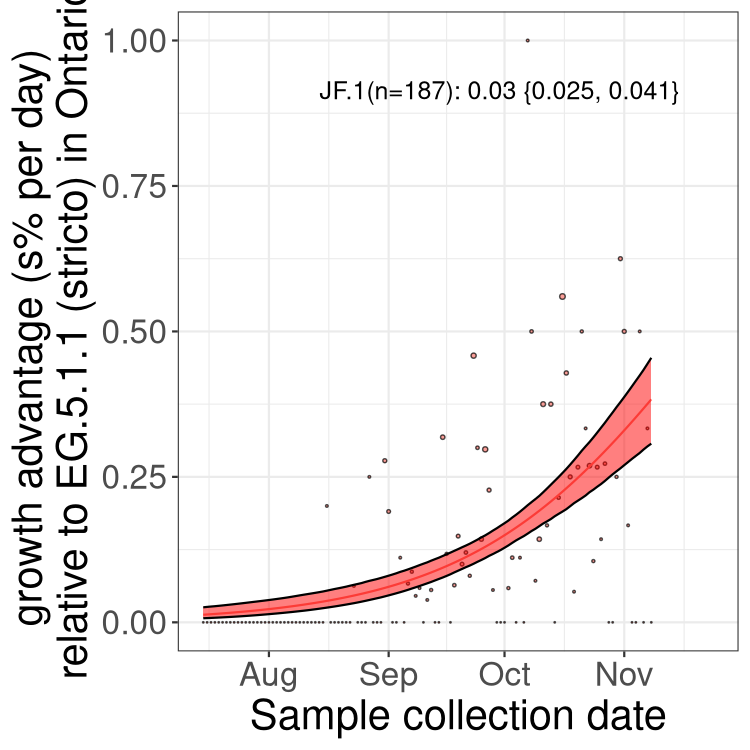 growth advantage (s% per day)
relative to EG.5.1.1 (stricto) in Ontario
1.00
0.75
0.50
0.25
0.00
JF.1(n=187): 0.03 {0.025, 0.041}
Aug Sep Oct Nov
Sample collection date